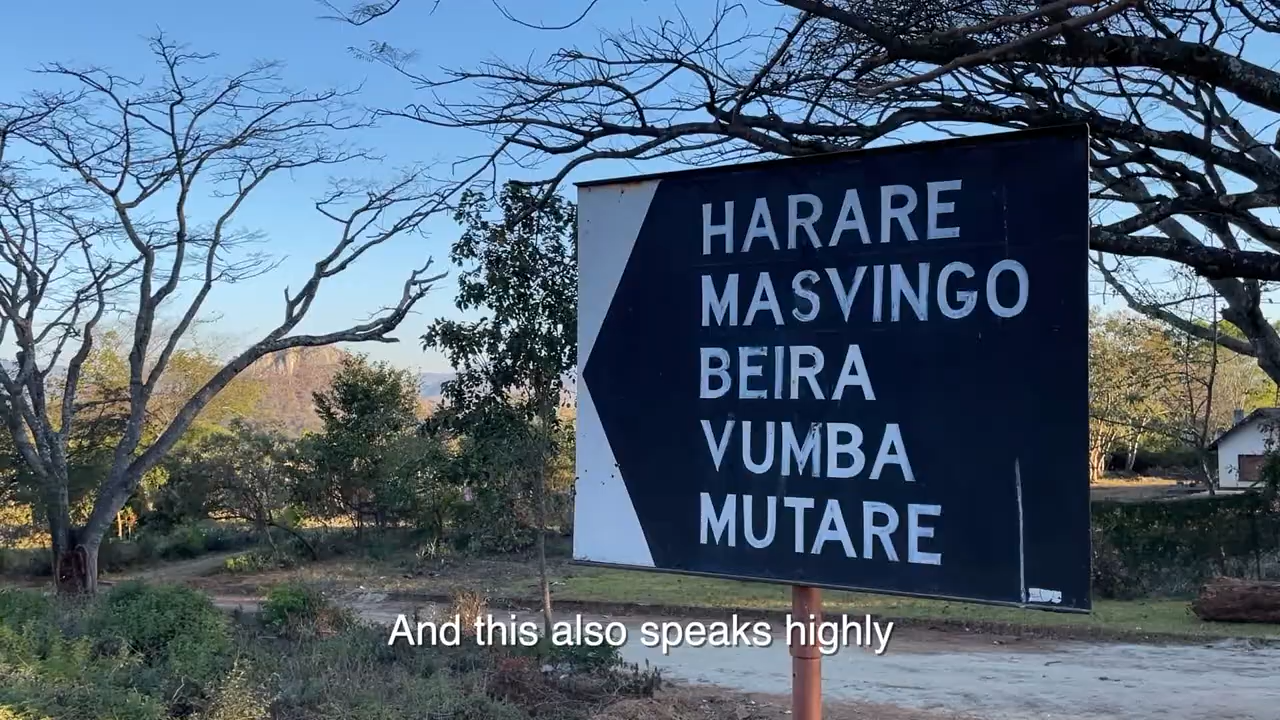 HARARE
MASVINGO
BEIRA
VUMBA
MUTARE
And this also speaks highly